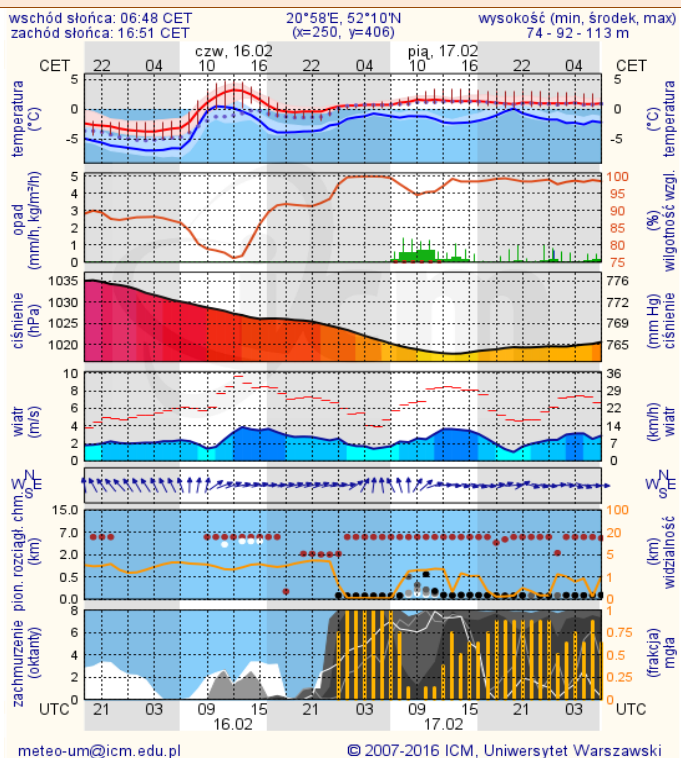 wschód słońca: 06:48 CET 20°58'E, 52°10'N wysokość (min, środek, max)
zachód słońca: 16:51 CET (x=250, y=406) 74 - 92 - 113 m
czw, 16.02 pią, 17.02
CET 22 04 10 16 22 04 10 16 22 04 CET
temperatura (°C)
5 0 -5
5 0 -5
temperatura (°C)
opad (mm/h, kg/m²/h)
5 4 3 2 1 0
100 95 90 85 80 75
(%) wilgotność wzgl.
ciśnienie (hPa)
1035 1030 1025 1020
776 772 769 765
(mm Hg) ciśnienie
wiatr (m/s)
10 8 6 4 2 0
36 29 22 14 7 0
(km/h) wiatr
N W E S
N W E S
pion. rozciągł. chm. (km)
15.0 7.0 2.0 0.5 0.0
100 20 5 1 0
(km) widzialność
zachmurzenie (oktanty)
8 6 4 2 0
1 0.75 0.5 0.25 0
(frakcja) mgła
UTC 21 03 09 15 21 03 09 15 21 03 UTC
16.02 17.02
meteo-um@icm.edu.pl © 2007-2016 ICM, Uniwersytet Warszawski